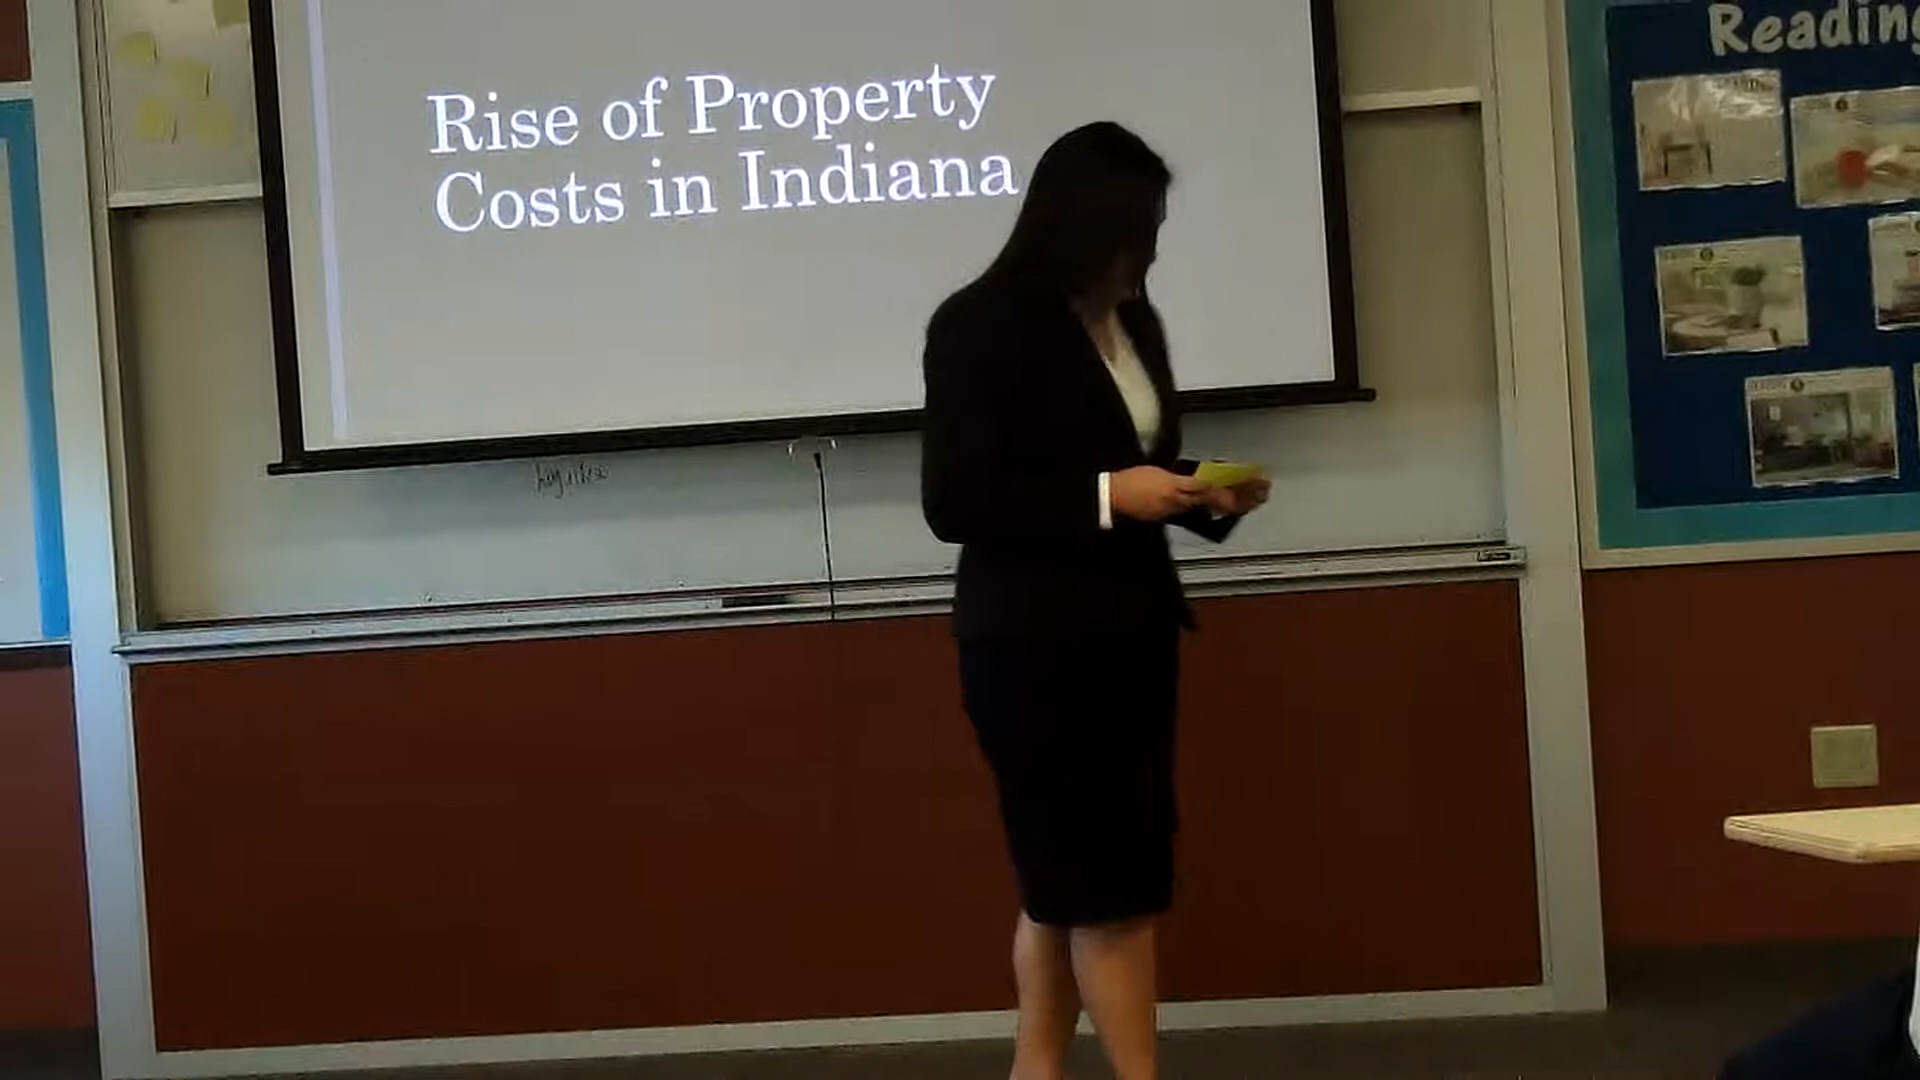 Rise of Property
Costs in Indiana
Reading